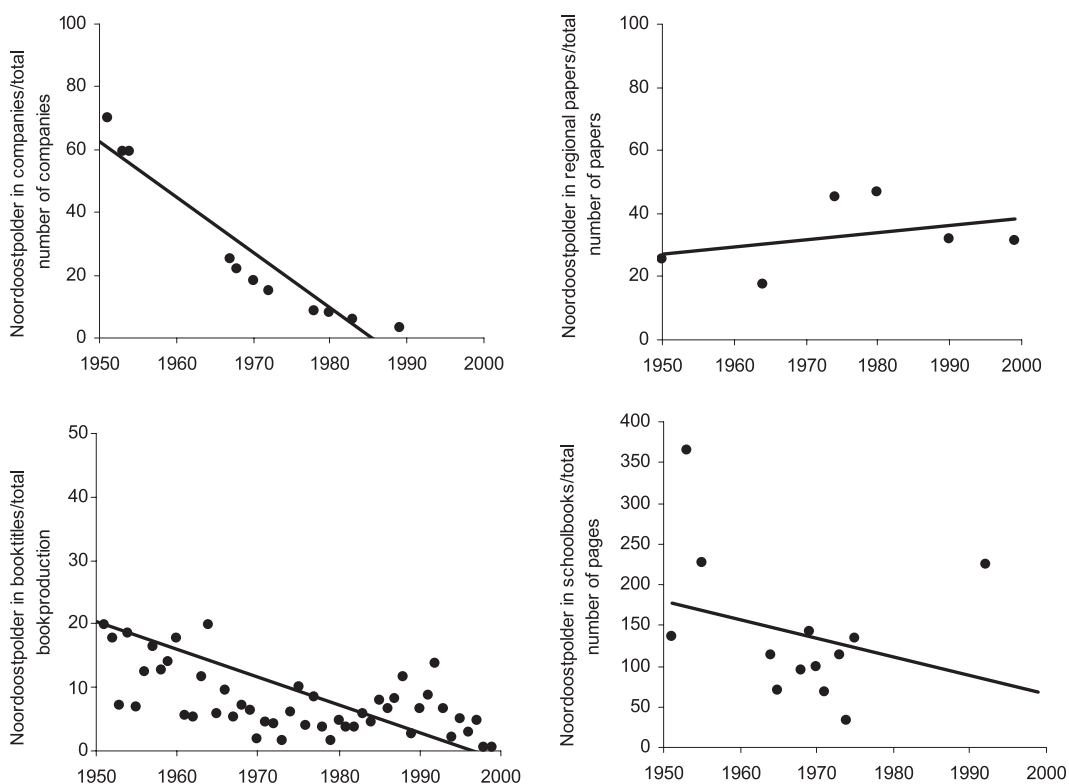 Noordoostpolder in companies/total
number of companies
100
80
60
40
20
0
1950 1960 1970 1980 1990 2000
Noordoostpolder in regional papers/total
number of papers
100
80
60
40
20
0
1950 1960 1970 1980 1990 2000
Noordoostpolder in booktitles/total
bookproduction
50
40
30
20
10
0
1950 1960 1970 1980 1990 2000
Noordoostpolder in schoolbooks/total
number of pages
400
350
300
250
200
150
100
50
0
1950 1960 1970 1980 1990 2000